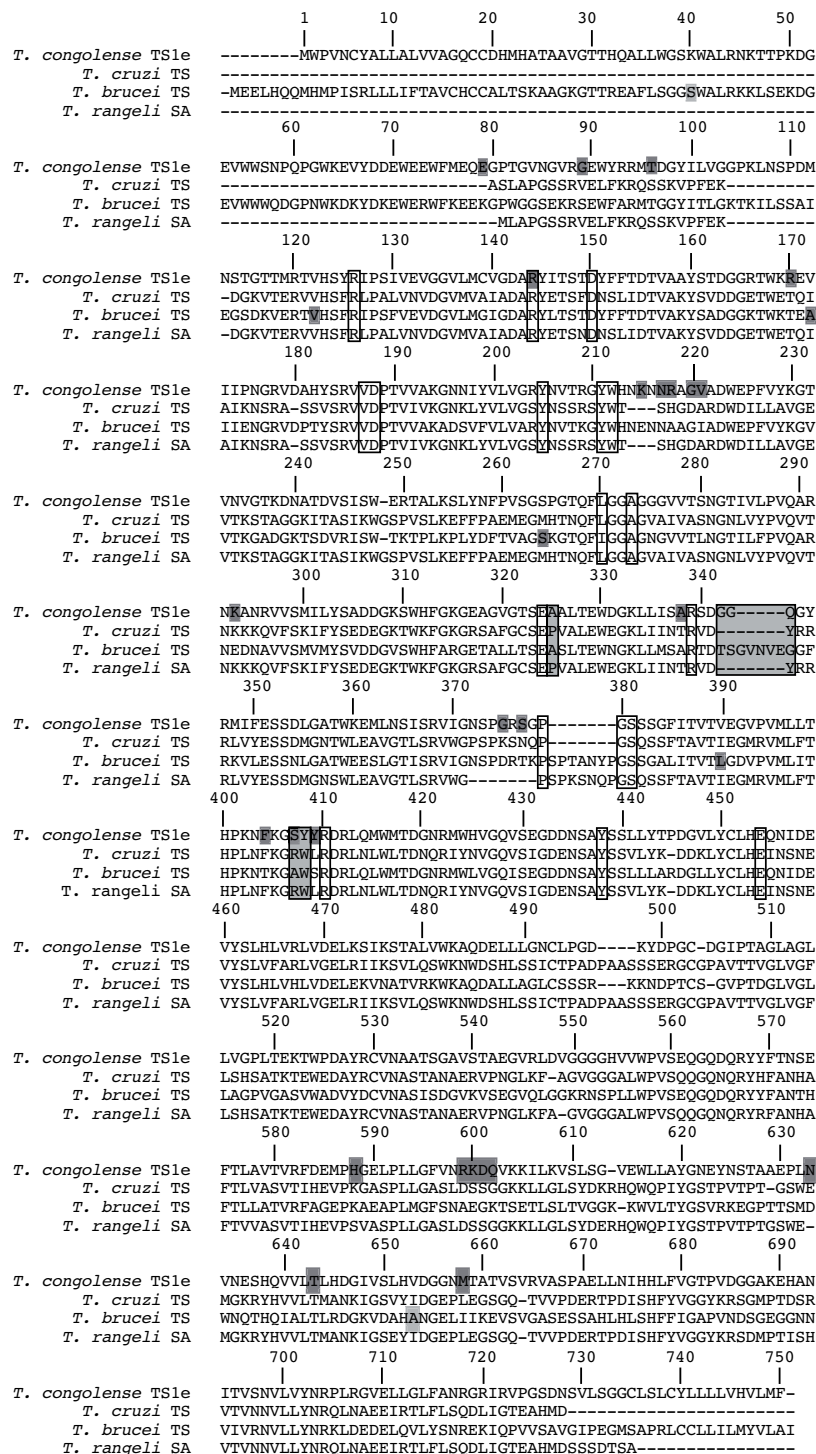 1 10 20 30 40 50
T. congolense TS1e --------MWPVNCYALLALVVAGQCCDHMHATAAVGTTHQALLWGSKWALRNKTTPKDG
T. cruzi TS ------------------------------------------------------------
T. brucei TS -MEELHQQMHMPISRLLLIFTAVCHCCALTSKAAGKGTTREAFLSGGSWALRKKLSEKDG
T. rangeli SA ------------------------------------------------------------
60 70 80 90 100 110
T. congolense TS1e EVWWSNPQPGWKEVYDDEWEEWFMEQEGPTGVNGVRGEWYRRMTDGYILVGGPKLNSPDM
T. cruzi TS ---------------------------ASLAPGSSRVELFKRQSSKVPFEK---------
T. brucei TS EVWWWQDGPNWKDKYDKEWERWFKEEKGPWGGSEKRSEWFARMTGGYITLGKTKILSSAI
T. rangeli SA ----------------------------MLAPGSSRVELFKRQSSKVPFEK---------
120 130 140 150 160 170
T. congolense TS1e NSTGTTMRTVHSYRIPSIVEVGGVLMCVGDARYITSTDYFFTDTVAAYSTDGGRTWKREV
T. cruzi TS -DGKVTERVVHSFRLPALVNVDGVMVAIADARYETSFDNSLIDTVAKYSVDDGETWETQI
T. brucei TS EGSDKVERTVHSFRIPSFVEVDGVLMGIGDARYLTSTDYFFTDTVAKYSADGGKTWKTEA
T. rangeli SA -DGKVTERVVHSFRLPALVNVDGVMVAIADARYETSNDNSLIDTVAKYSVDDGETWETQI
180 190 200 210 220 230
T. congolense TS1e IIPNGRVDAHYSRVVDPTVVAKGNNIYVLVGRYNVTRGYWHNKNNRAGVADWEPFVYKGT
T. cruzi TS AIKNSRA-SSVSRVVDPTVIVKGNKLYVLVGSYNSSRSYWT---SHGDARDWDILLAVGE
T. brucei TS IIENGRVDPTYSRVVDPTVVAKADSVFVLVARYNVTKGYWHNENNAAGIADWEPFVYKGV
T. rangeli SA AIKNSRA-SSVSRVVDPTVIVKGNKLYVLVGSYNSSRSYWT---SHGDARDWDILLAVGE
240 250 260 270 280 290
T. congolense TS1e VNVGTKDNATDVSISW-ERTALKSLYNFPVSGSPGTQFLGGAGGGVVTSNGTIVLPVQAR
T. cruzi TS VTKSTAGGKITASIKWGSPVSLKEFFPAEMEGMHTNQFLGGAGVAIVASNGNLVYPVQVT
T. brucei TS VTKGADGKTSDVRISW-TKTPLKPLYDFTVAGSKGTQFIGGAGNGVVTLNGTILFPVQAR
T. rangeli SA VTKSTAGGKITASIKWGSPVSLKEFFPAEMEGMHTNQFLGGAGVAIVASNGNLVYPVQVT
300 310 320 330 340
T. congolense TS1e NKANRVVSMILYSADDGKSWHFGKGEAGVGTSEAALTEWDGKLLISARSDGG-----QGY
T. cruzi TS NKKKQVFSKIFYSEDEGKTWKFGKGRSAFGCSEPVALEWEGKLIINTRVD-------YRR
T. brucei TS NEDNAVVSMVMYSVDDGVSWHFARGETALLTSEASLTEWNGKLLMSARTDTSGVNVEGGF
T. rangeli SA NKKKQVFSKIFYSEDEGKTWKFGKGRSAFGCSEPVALEWEGKLIINTRVD-------YRR
350 360 370 380 390
T. congolense TS1e RMIFESSDLGATWKEMLNSISRVIGNSPGRSGP-------GSSSGFITVTVEGVPVMLLT
T. cruzi TS RLVYESSDMGNTWLEAVGTLSRVWGPSPKSNQP-------GSQSSFTAVTIEGMRVMLFT
T. brucei TS RKVLESSNLGATWEESLGTISRVIGNSPDRTKPSPTANYPGSSGALITVTLGDVPVMLIT
T. rangeli SA RLVYESSDMGNSWLEAVGTLSRVWG-------PSPKSNQPGSQSSFTAVTIEGMRVMLFT
400 410 420 430 440 450
T. congolense TS1e HPKNFKGSYYRDRLQMWMTDGNRMWHVGQVSEGDDNSAYSSLLYTPDGVLYCLHEQNIDE
T. cruzi TS HPLNFKGRWLRDRLNLWLTDNQRIYNVGQVSIGDENSAYSSVLYK-DDKLYCLHEINSNE
T. brucei TS HPKNTKGAWSRDRLQLWMTDGNRMWLVGQISEGDDNSAYSSLLLARDGLLYCLHEQNIDE
T. rangeli SA HPLNFKGRWLRDRLNLWLTDNQRIYNVGQVSIGDENSAYSSVLYK-DDKLYCLHEINSNE
460 470 480 490 500 510
T. congolense TS1e VYSLHLVRLVDELKSIKSTALVWKAQDELLLGNCLPGD----KYDPGC-DGIPTAGLAGL
T. cruzi TS VYSLVFARLVGELRIIKSVLQSWKNWDSHLSSICTPADPAASSSERGCGPAVTTVGLVGF
T. brucei TS VYSLHLVHLVDELEKVNATVRKWKAQDALLAGLCSSSR---KKNDPTCS-GVPTDGLVGL
T. rangeli SA VYSLVFARLVGELRIIKSVLQSWKNWDSHLSSICTPADPAASSSERGCGPAVTTVGLVGF
520 530 540 550 560 570
T. congolense TS1e LVGPLTEKTWPDAYRCVNAATSGAVSTAEGVRLDVGGGGHVVWPVSEQGQDQRYYFTNSE
T. cruzi TS LSHSATKTEWEDAYRCVNASTANAERVPNGLKF-AGVGGGALWPVSQQGQNQRYHFANHA
T. brucei TS LAGPVGASVWADVYDCVNASISDGVKVSEGVQLGGKRNSPLLWPVSEQGQDQRYYFANTH
T. rangeli SA LSHSATKTEWEDAYRCVNASTANAERVPNGLKFA-GVGGGALWPVSQQGQNQRYRFANHA
580 590 600 610 620 630
T. congolense TS1e FTLAVTVRFDEMPHGELPLLGFVNRKDQVKKILKVSLSG-VEWLLAYGNEYNSTAAEPLN
T. cruzi TS FTLVASVTIHEVPKGASPLLGASLDSSGGKKLLGLSYDKRHQWQPIYGSTPVTPT-GSWE
T. brucei TS FTLLATVRFAGEPKAEAPLMGFSNAEGKTSETLSLTVGGK-KWVLTYGSVRKEGPTTSMD
T. rangeli SA FTVVASVTIHEVPSVASPLLGASLDSSGGKKLLGLSYDERHQWQPIYGSTPVTPTGSWE-
640 650 660 670 680 690
T. congolense TS1e VNESHQVVLTLHDGIVSLHVDGGNMTATVSVRVASPAELLNIHHLFVGTPVDGGAKEHAN
T. cruzi TS MGKRYHVVLTMANKIGSVYIDGEPLEGSGQ-TVVPDERTPDISHFYVGGYKRSGMPTDSR
T. brucei TS WNQTHQIALTLRDGKVDAHANGELIIKEVSVGASESSAHLHLSHFFIGAPVNDSGEGGNN
T. rangeli SA MGKRYHVVLTMANKIGSEYIDGEPLEGSGQ-TVVPDERTPDISHFYVGGYKRSDMPTISH
700 710 720 730 740 750
T. congolense TS1e ITVSNVLVYNRPLRGVELLGLFANRGRIRVPGSDNSVLSGGCLSLCYLLLLVHVLMF-
T. cruzi TS VTVNNVLLYNRQLNAEEIRTLFLSQDLIGTEAHMD-----------------------
T. brucei TS VIVRNVLLYNRKLDEDELQVLYSNREKIQPVVSAVGIPEGMSAPRLCCLLILMYVLAI
T. rangeli SA VTVNNVLLYNRQLNAEEIRTLFLSQDLIGTEAHMDSSSDTSA----------------